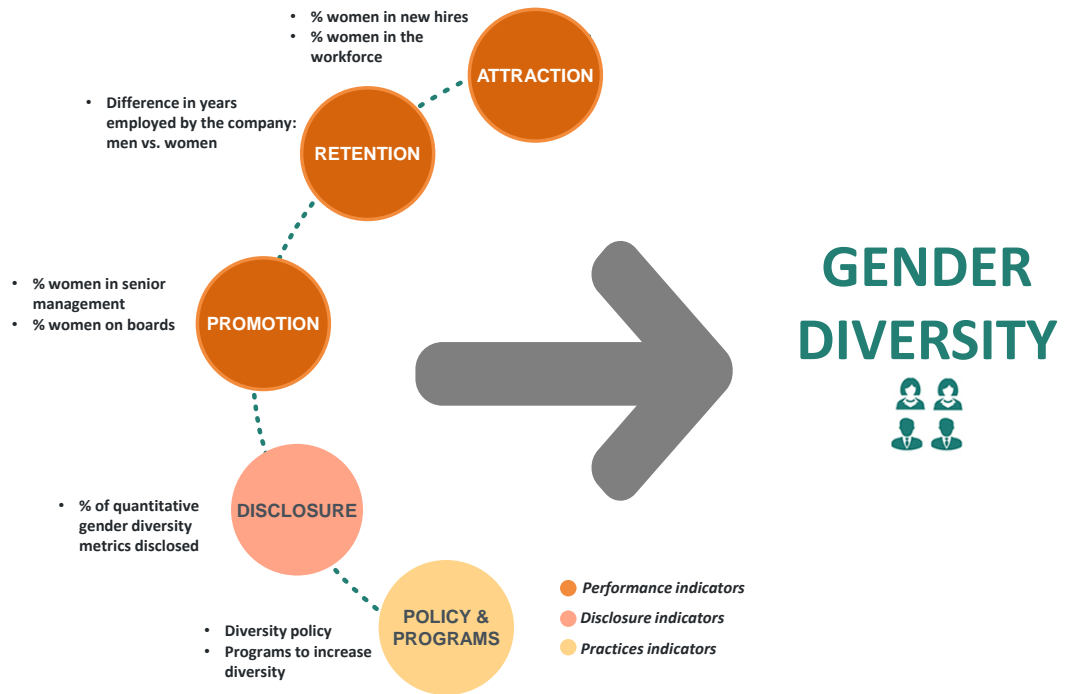 • % women in new hires
• % women in the
workforce
ATTRACTION
• Difference in years
employed by the company:
men vs. women
RETENTION
• % women in senior
management
• % women on boards
PROMOTION
GENDER
DIVERSITY
• % of quantitative
gender diversity
metrics disclosed
DISCLOSURE
• Diversity policy
• Programs to increase
diversity
POLICY &
PROGRAMS
Performance indicators
Disclosure indicators
Practices indicators